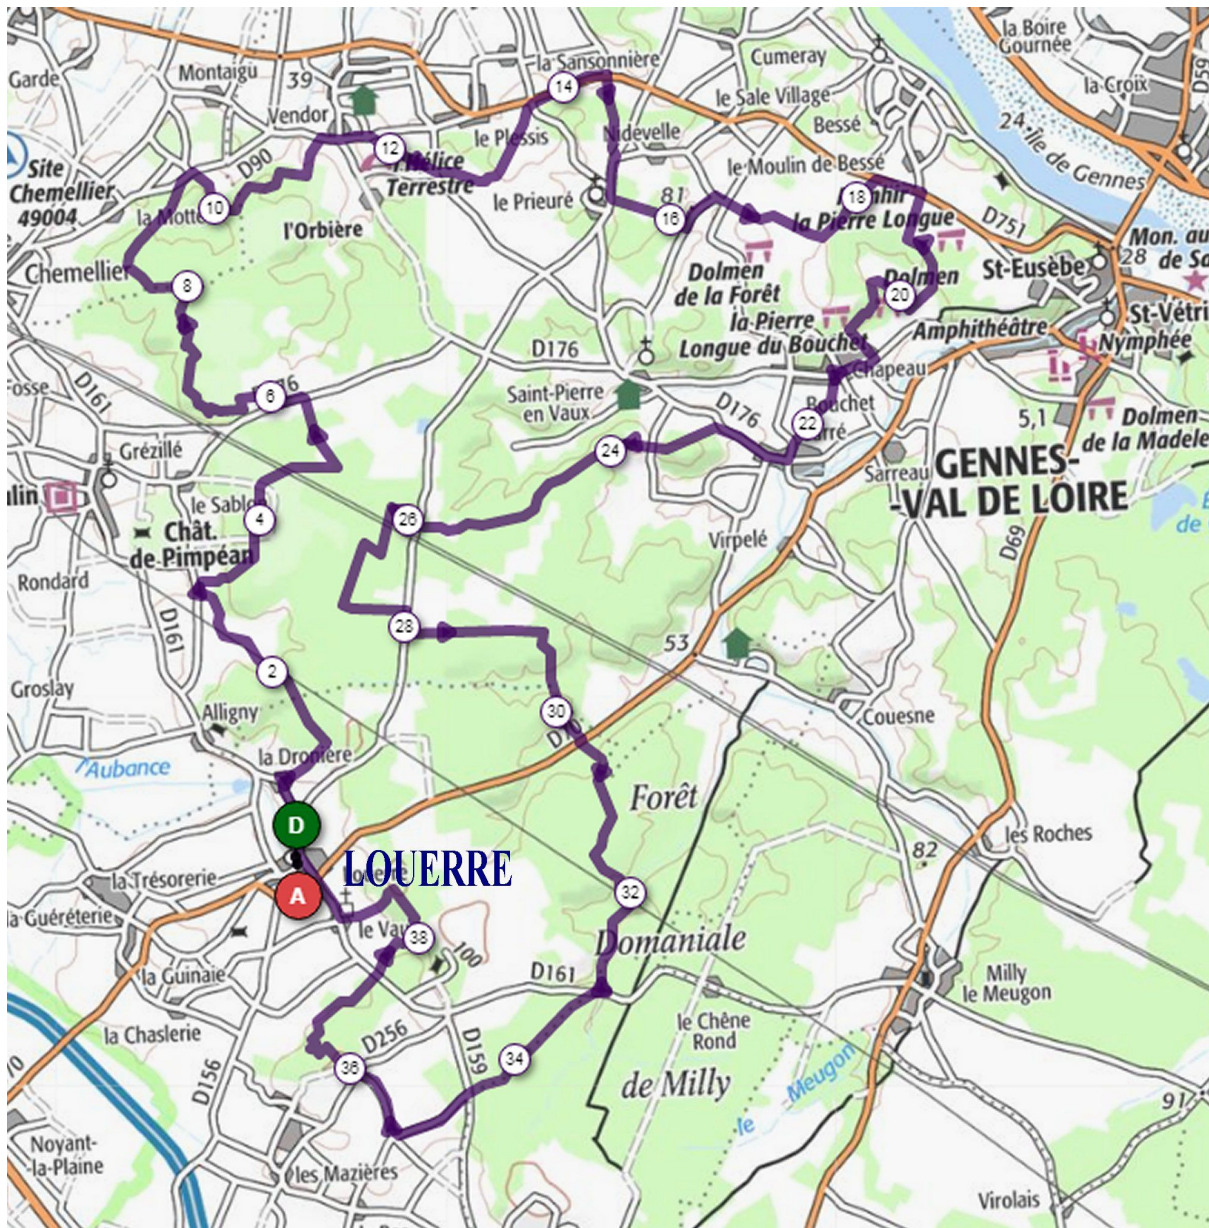 la Sansonnière
Cumeray
la Boire
Gournée
Garde
Montaigu
39
14
la Croix
D59
le Sale Village
Vendor
Nidevelle
Bessé
24
Île de Gennes
le Plessis
12
D90
l'Hélice
Terrestre
le Moulin de Bessé
Site
Chemellier
49004
la Motte
10
le Prieuré
81
16
18
la Pierre Longue
D751
l'Orbière
Mon. au
de Sa
28
St-Eusèbe
Chemellier
8
Dolmen
de la Forêt
Dolmen
20
la Pierre
Longue du Bouchet
Amphithéâtre
St-Vétri
Nymphée
D176
Chapeau
D161
6
Saint-Pierre
en Vaux
D176
Bouchet
22
5,1
Dolmen
de la Madele
Grézillé
24
Sarreau
GENNES-
-VAL DE LOIRE
ulin
4
26
Chât.
de Pimpéan
Virpelé
D69
Rondard
D161
28
53
2
Groslay
30
Alligny
Couesne
la Dronière
Aubance
Forêt
D
les Roches
82
LOUERRE
la Trésorerie
A
32
la Guéréterie
38
Domaniale
100
la Guinaie
D161
Milly
le Meugon
le Chêne
Rond
la Chaslerie
D256
D159
34
36
de Milly
le
Meugon
D156
10
91
Noyant-
la-Plaine
les Mazières
Virolais